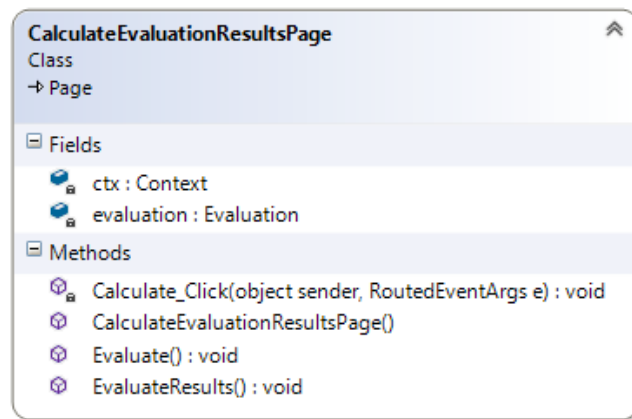 CalculateEvaluationResultsPage
Class
Page
Fields
ctx : Context
evaluation : Evaluation
Methods
Calculate_Click(object sender, RoutedEventArgs e) : void
CalculateEvaluationResultsPage()
Evaluate() : void
EvaluateResults() : void